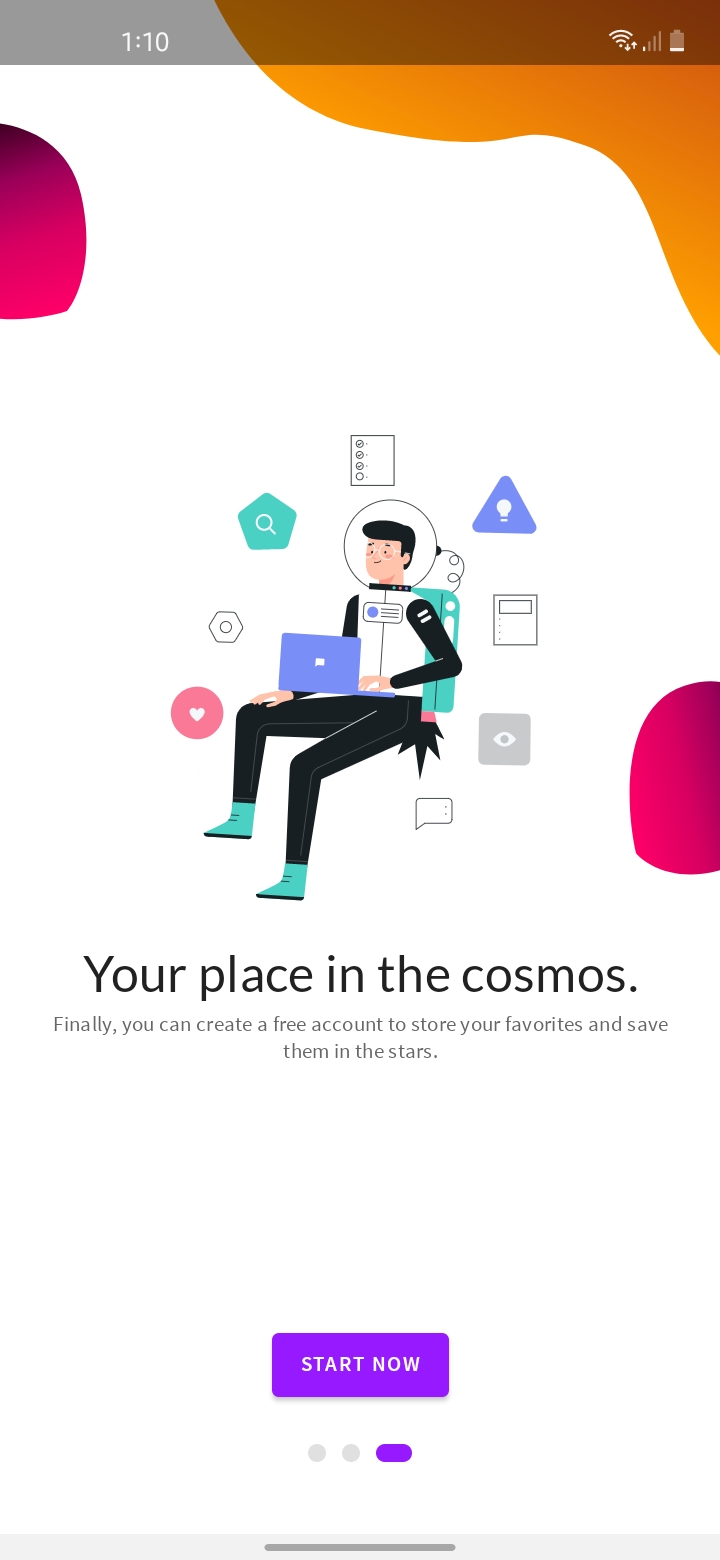 1:10
Your place in the cosmos.
Finally, you can create a free account to store your favorites and save
them in the stars.
START NOW